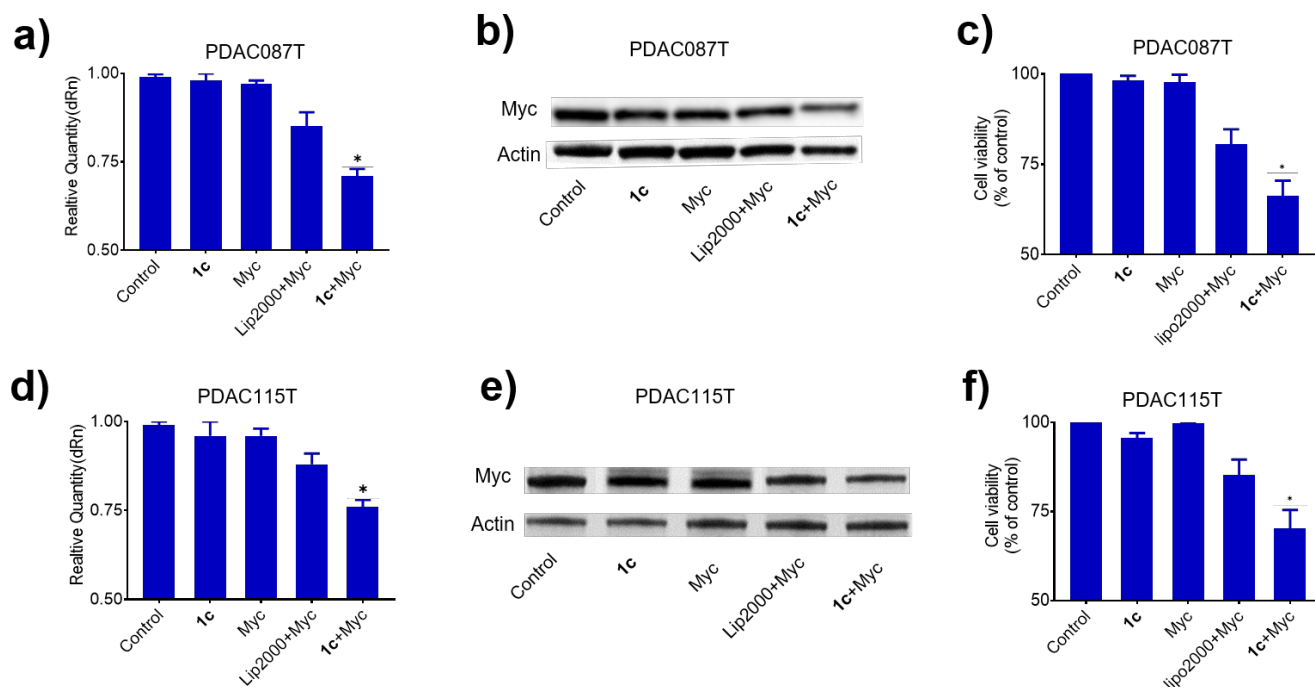 a)
PDAC087T
Realtive Quantity(dRn)
1.00
0.75
0.50
*
Control
1c
Myc
Lip2000+Myc
1c+Myc
b)
PDAC087T
Myc
Actin
Control
1c
Myc
Lip2000+Myc
1c+Myc
c)
PDAC087T
Cell viability
(% of control)
100
75
50
*
Control
1c
Myc
lipo2000+Myc
1c+Myc
d)
PDAC115T
Realtive Quantity(dRn)
1.00
0.75
0.50
*
Control
1c
Myc
Lip2000+Myc
1c+Myc
e)
PDAC115T
Myc
Actin
Control
1c
Myc
Lip2000+Myc
1c+Myc
f)
PDAC115T
Cell viability
(% of control)
100
75
50
*
Control
1c
Myc
lipo2000+Myc
1c+Myc